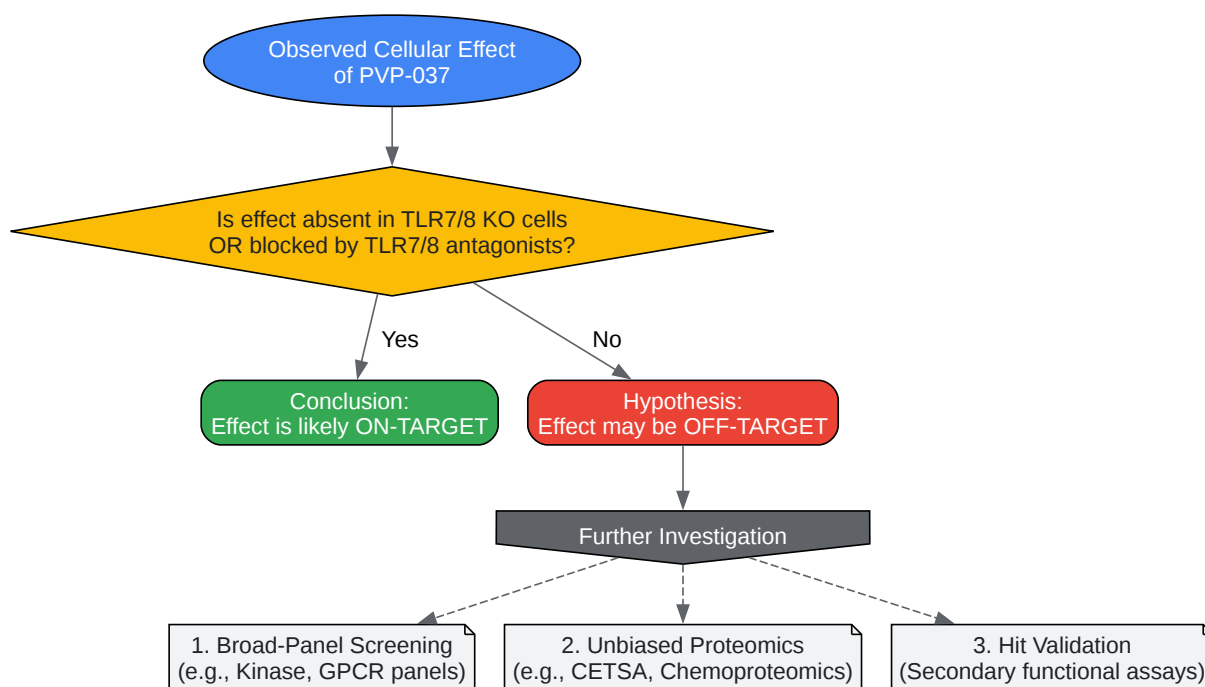 Observed Cellular Effect
of PVP-037
Is effect absent in TLR7/8 KO cells
OR blocked by TLR7/8 antagonists?
Yes
No
Conclusion:
Effect is likely ON-TARGET
Hypothesis:
Effect may be OFF-TARGET
Further Investigation
1. Broad-Panel Screening
(e.g., Kinase, GPCR panels)
2. Unbiased Proteomics
(e.g., CETSA, Chemoproteomics)
3. Hit Validation
(Secondary functional assays)